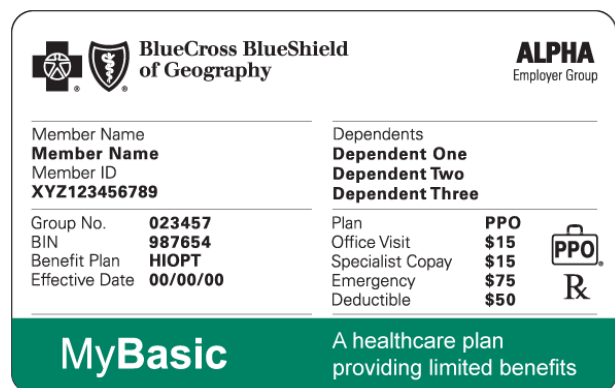 BlueCross BlueShield
of Geography
ALPHA
Employer Group
Member Name
Member Name
Member ID
XYZ123456789
Dependents
Dependent One
Dependent Two
Dependent Three
Group No. 023457
BIN 987654
Benefit Plan HIOPT
Effective Date 00/00/00
Plan PPO
Office Visit $15
Specialist Copay $15
Emergency $75
Deductible $50
PPO
Rx
MyBasic
A healthcare plan
providing limited benefits